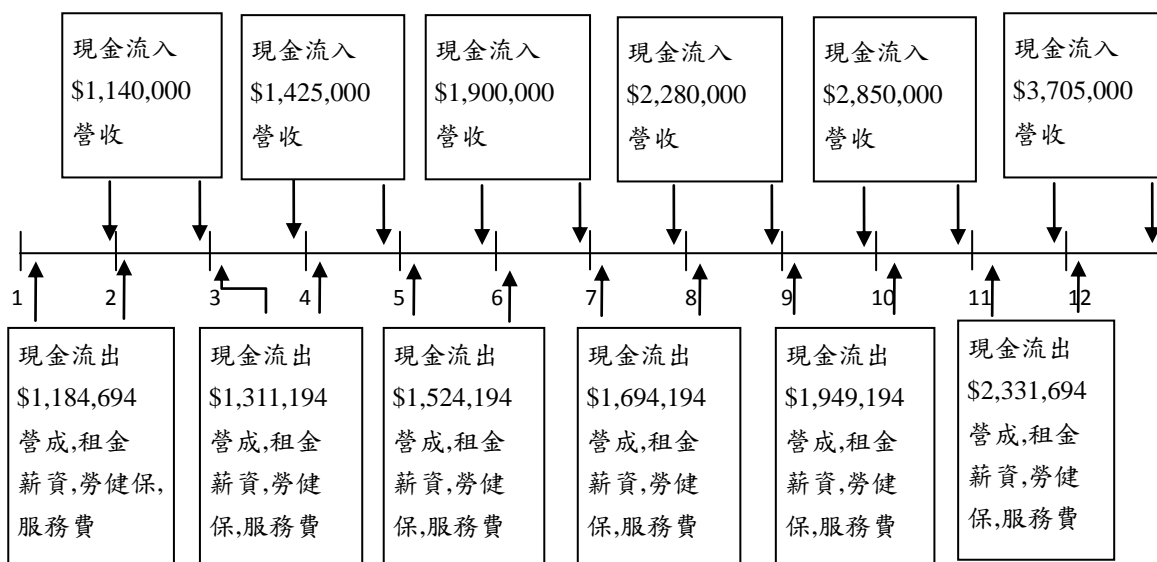 現金流入
$1,140,000
營收
現金流入
$1,425,000
營收
現金流入
$1,900,000
營收
現金流入
$2,280,000
營收
現金流入
$2,850,000
營收
現金流入
$3,705,000
營收
1
2
3
4
5
6
7
8
9
10
11
12
現金流出
$1,184,694
營成,租金
薪資,勞健保,
服務費
現金流出
$1,311,194
營成,租金
薪資,勞健
保,服務費
現金流出
$1,524,194
營成,租金
薪資,勞健
保,服務費
現金流出
$1,694,194
營成,租金
薪資,勞健
保,服務費
現金流出
$1,949,194
營成,租金
薪資,勞健
保,服務費
現金流出
$2,331,694
營成,租金
薪資,勞健
保,服務費